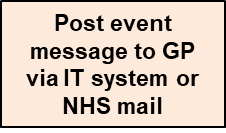 Post event
message to GP
via IT system or
NHS mail